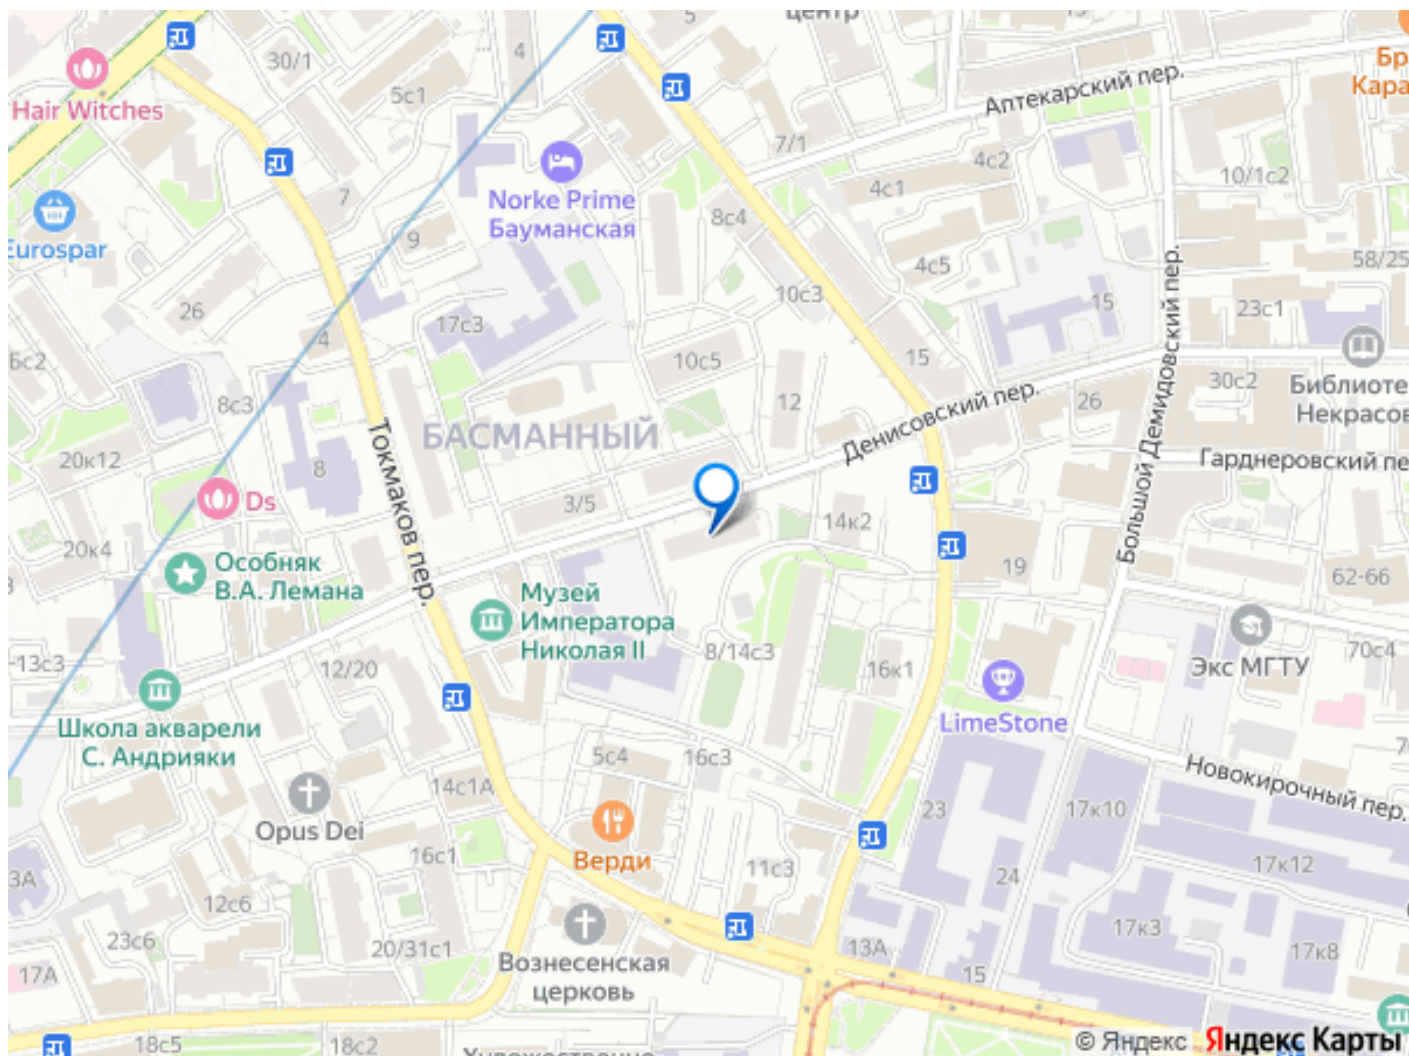 центр
5
4
30/1
Бр
Кара
Hair Witches
5с1
Аптекарский пер.
7/1
4с2
4с1
10/1с2
7
Norke Prime
Бауманская
8с4
9
Eurospar
4с5
58/25
10с3
15
23с1
26
17с3
4
6с2
10с5
15
8с3
12
30с2
Библиоте
Некрасов
26
Денисовский пер.
БАСМАННЫЙ
Большой Демидовский пер.
20к12
8
Токмаков пер.
Гарднеровский пе
Ds
3/5
14к2
20к4
Особняк
В.А. Лемана
19
62-66
Музей
Императора
Николая II
8/14с3
13с3
12/20
16к1
Экс МГТУ
70с4
LimeStone
Школа акварели
С. Андрияки
5с4
16с3
7
Новокирочный пер.
14с1А
Opus Dei
23
17к10
Верди
16с1
11с3
17к12
3А
24
12с6
17к3
23с6
20/31с1
13А
17к8
17А
Вознесенская
церковь
15
18с5
18с2
Художественно
© Яндекс Яндекс Карты